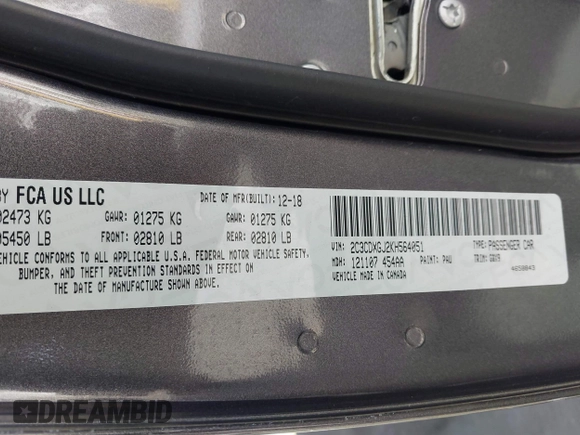 BY FCA US LLC
DATE OF MFR(BUILT): 12-18
02473 KG GAWR: 01275 KG GAWR: 01275 KG
05450 LB FRONT: 02810 LB REAR: 02810 LB
VEHICLE CONFORMS TO ALL APPLICABLE U.S.A. FEDERAL MOTOR VEHICLE SAFETY,
BUMPER, AND THEFT PREVENTION STANDARDS IN EFFECT ON
THE DATE OF MANUFACTURE SHOWN ABOVE.
VIN: 2C3CDXGJ2KH564051 TYPE: PASSENGER CAR
MDH: 121107 454AA PAINT: PAU TRIM:
VEHICLE MADE IN CANADA
DREAMBID